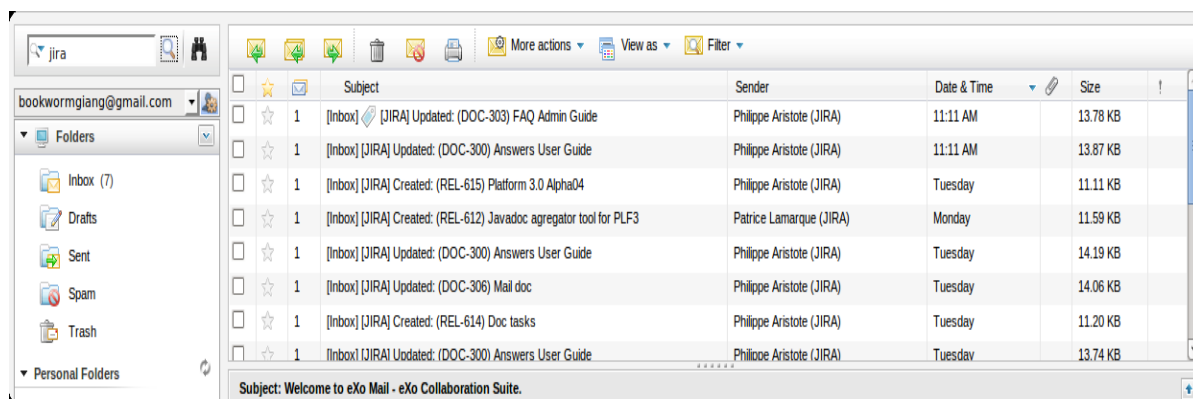 jira
More actions View as Filter
bookwormgiang@gmail.com
Folders
Inbox (7)
Drafts
Sent
Spam
Trash
Personal Folders
Subject Sender Date & Time Size !
1 [Inbox] [JIRA] Updated: (DOC-303) FAQ Admin Guide Philippe Aristote (JIRA) 11:11 AM 13.78 KB
1 [Inbox] [JIRA] Updated: (DOC-300) Answers User Guide Philippe Aristote (JIRA) 11:11 AM 13.87 KB
1 [Inbox] [JIRA] Created: (REL-615) Platform 3.0 Alpha04 Philippe Aristote (JIRA) Tuesday 11.11 KB
1 [Inbox] [JIRA] Created: (REL-612) Javadoc agregator tool for PLF3 Patrice Lamarque (JIRA) Monday 11.59 KB
1 [Inbox] [JIRA] Updated: (DOC-300) Answers User Guide Philippe Aristote (JIRA) Tuesday 14.19 KB
1 [Inbox] [JIRA] Updated: (DOC-306) Mail doc Philippe Aristote (JIRA) Tuesday 14.06 KB
1 [Inbox] [JIRA] Created: (REL-614) Doc tasks Philippe Aristote (JIRA) Tuesday 11.20 KB
1 [Inbox] [JIRA] Updated: (DOC-300) Answers User Guide Philippe Aristote (JIRA) Tuesday 13.74 KB
Subject: Welcome to eXo Mail - eXo Collaboration Suite.